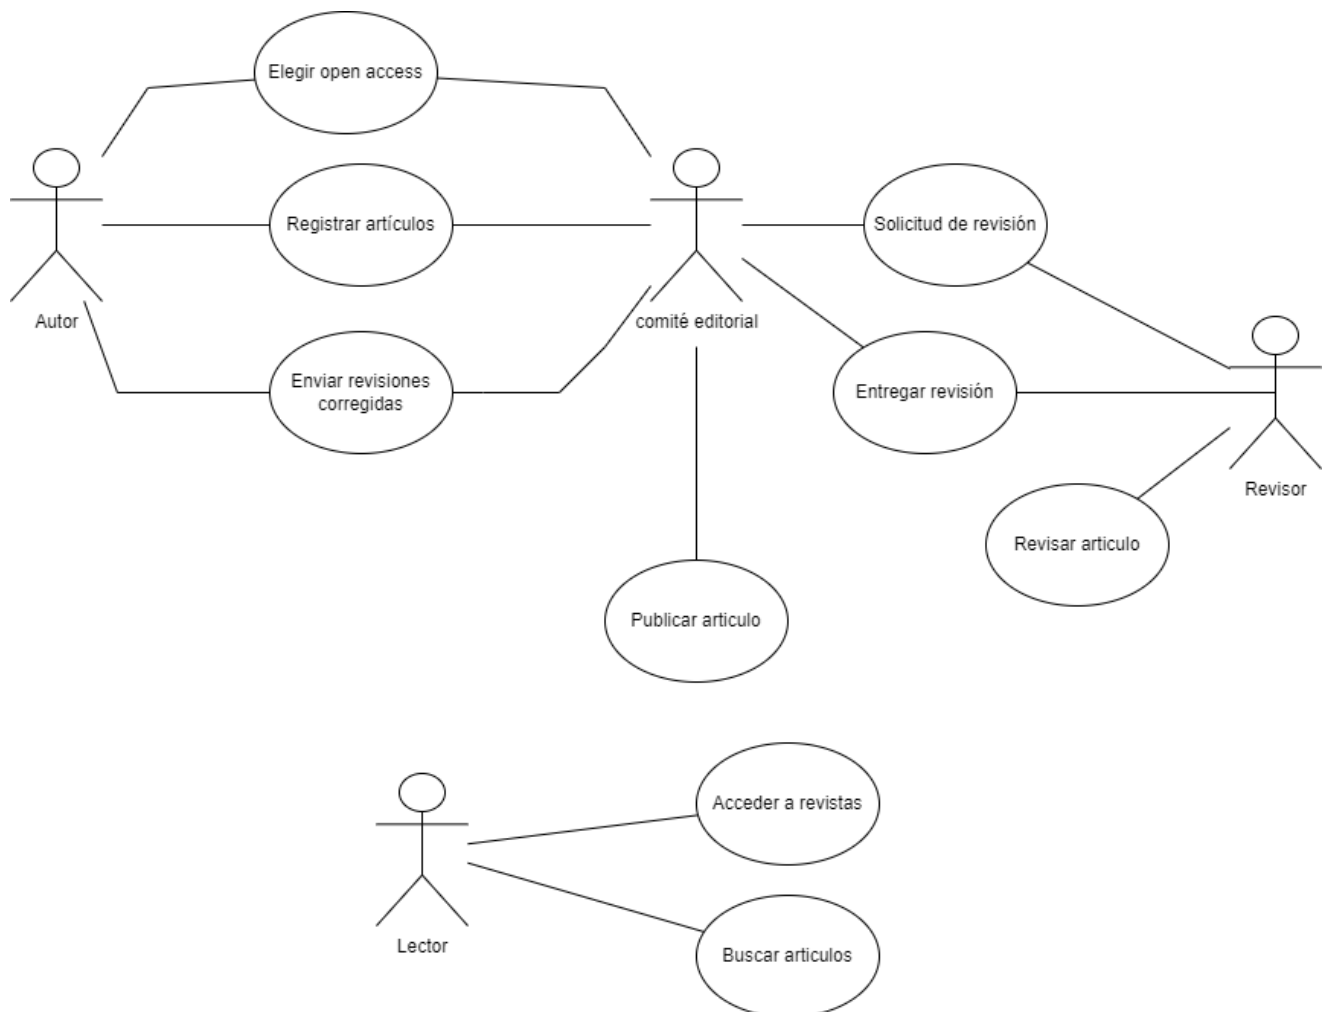 Elegir open access
Registrar artículos
Solicitud de revisión
Autor
comité editorial
Enviar revisiones
corregidas
Entregar revisión
Revisor
Revisar articulo
Publicar articulo
Acceder a revistas
Lector
Buscar articulos